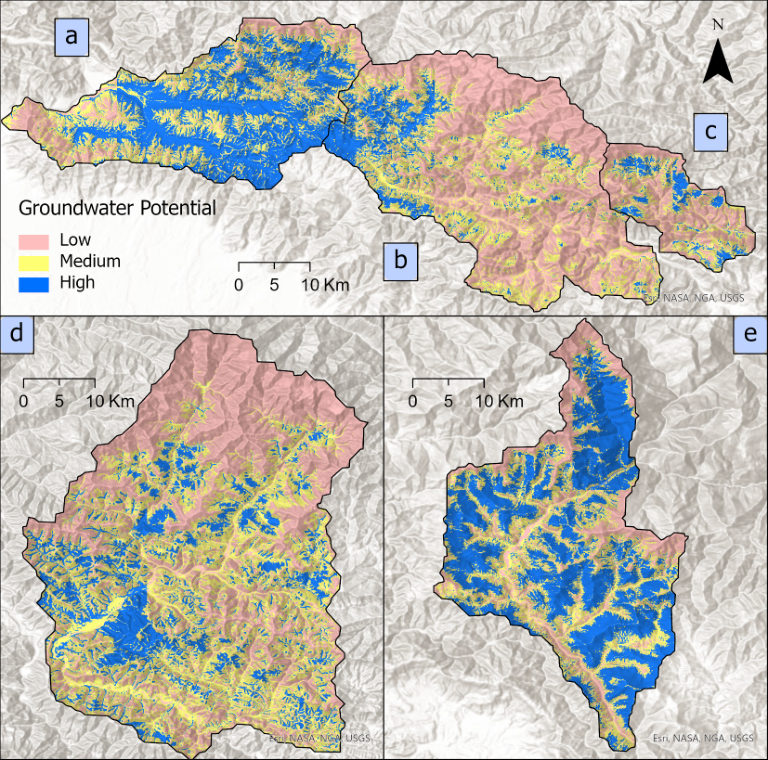 a
N
c
Groundwater Potential
Low
Medium
High
b
0 5 10 Km
Esri, NASA, NGA, USGS
d
e
0 5 10 Km
0 5 10 Km
Esri, NASA, NGA, USGS
Esri, NASA, NGA, USGS